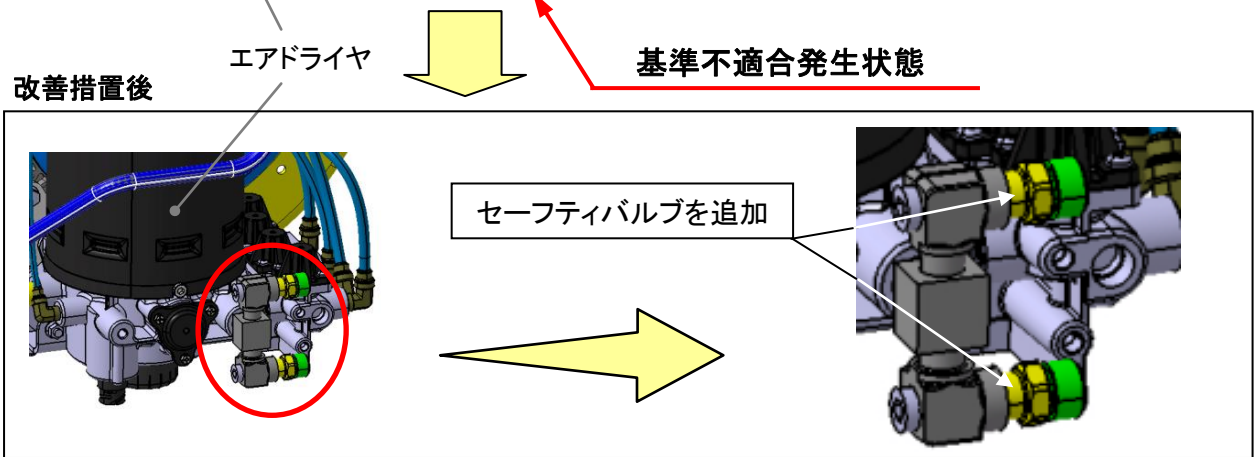 エアドライヤ
基準不適合発生状態
改善措置後
セーフティバルブを追加